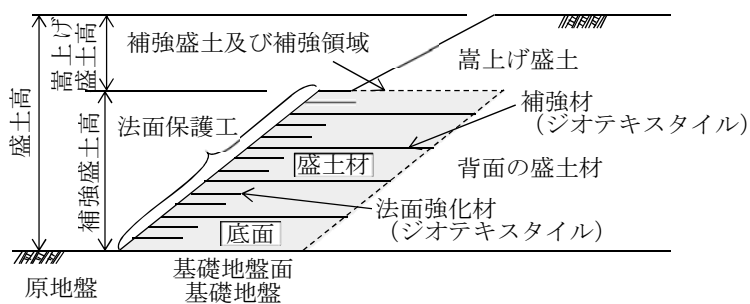 盛土高
嵩上げ
盛土高
補強盛土及び補強領域
嵩上げ盛土
補強盛土高
法面保護工
補強材
(ジオテキスタイル)
盛土材
背面の盛土材
法面強化材
(ジオテキスタイル)
底面
基礎地盤面
原地盤
基礎地盤